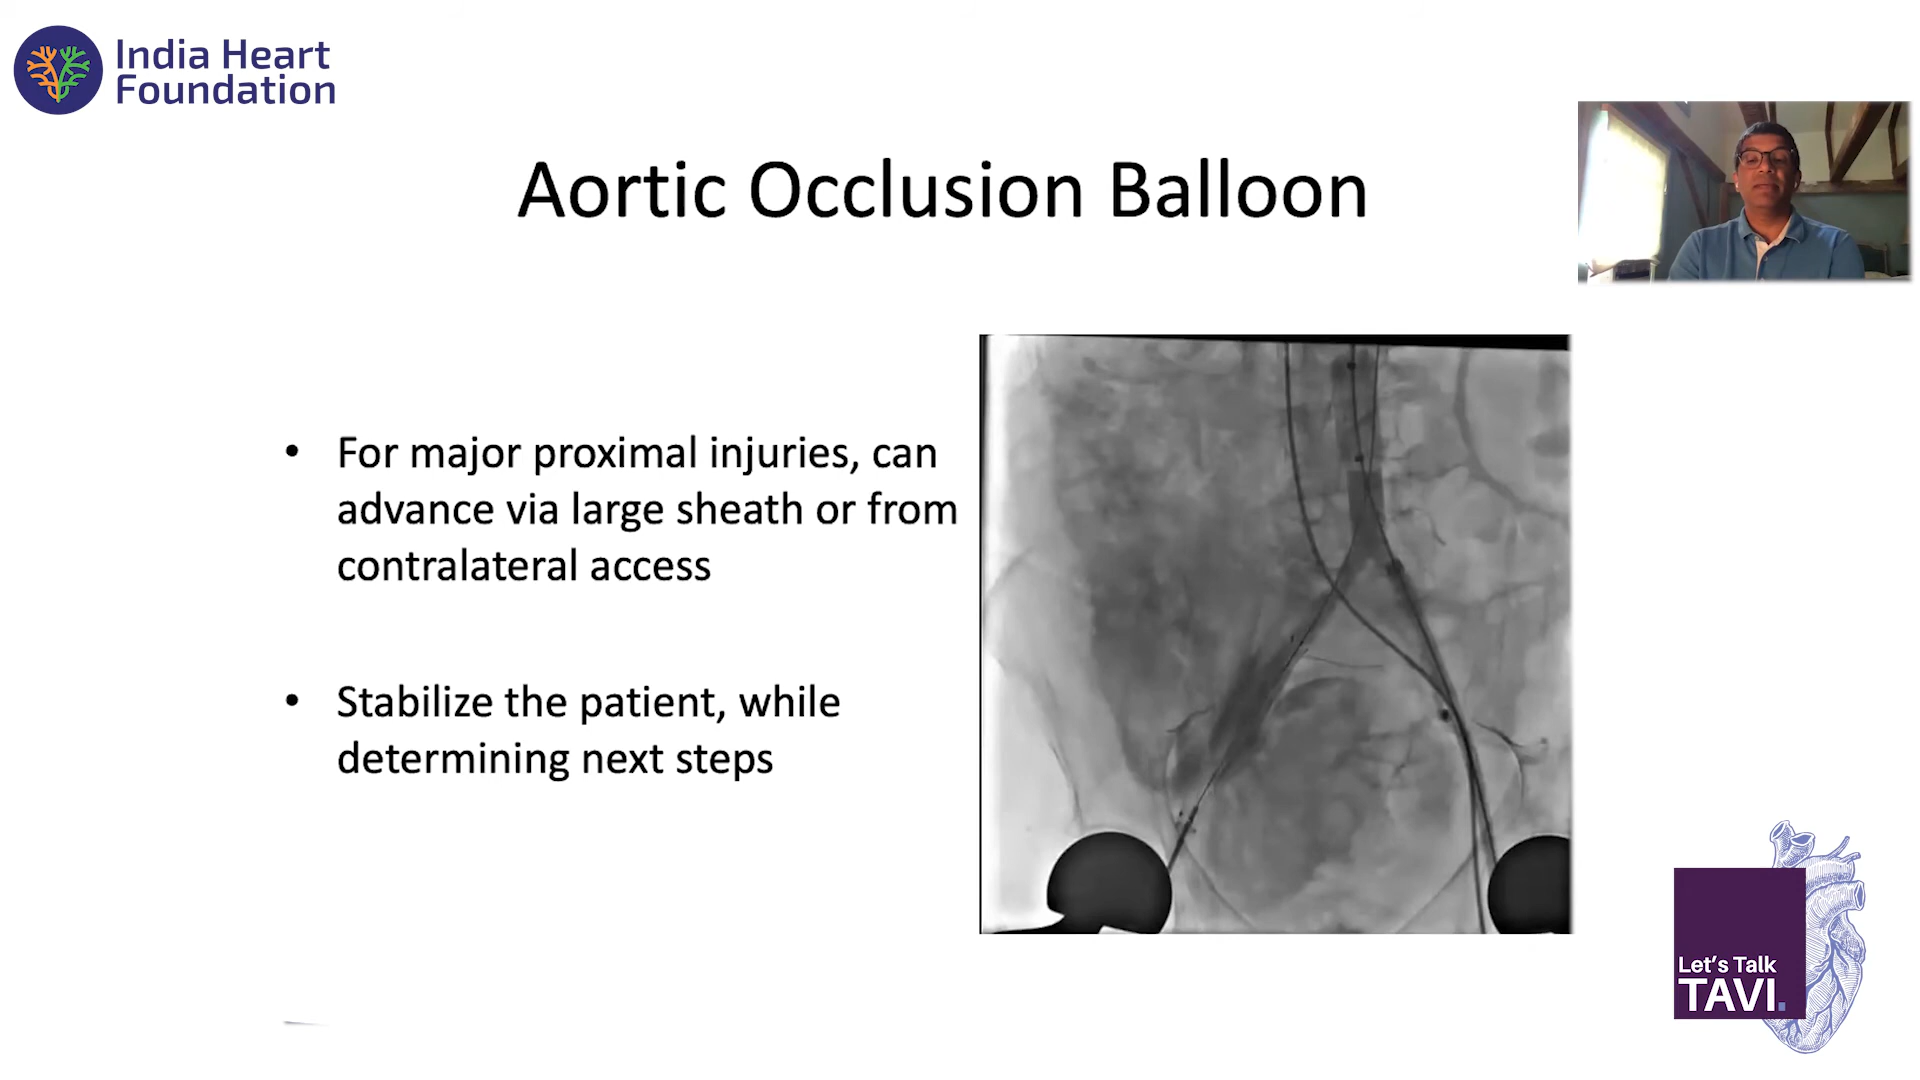 India Heart
Foundation
Aortic Occlusion Balloon
• For major proximal injuries, can
advance via large sheath or from
contralateral access
• Stabilize the patient, while
determining next steps
Let's Talk
TAVI.